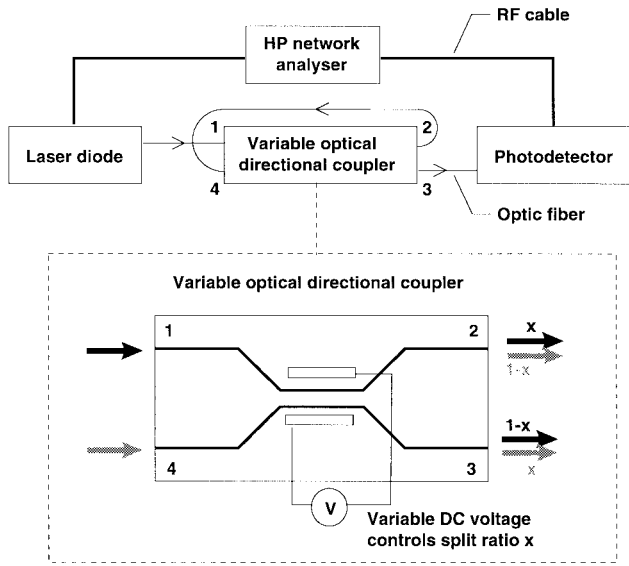 RF cable
HP network
analyser
1
2
Laser diode
Variable optical
directional coupler
Photodetector
4
3
Optic fiber
Variable optical directional coupler
1
2
x
1-x
1-x
x
4
3
V
Variable DC voltage
controls split ratio x